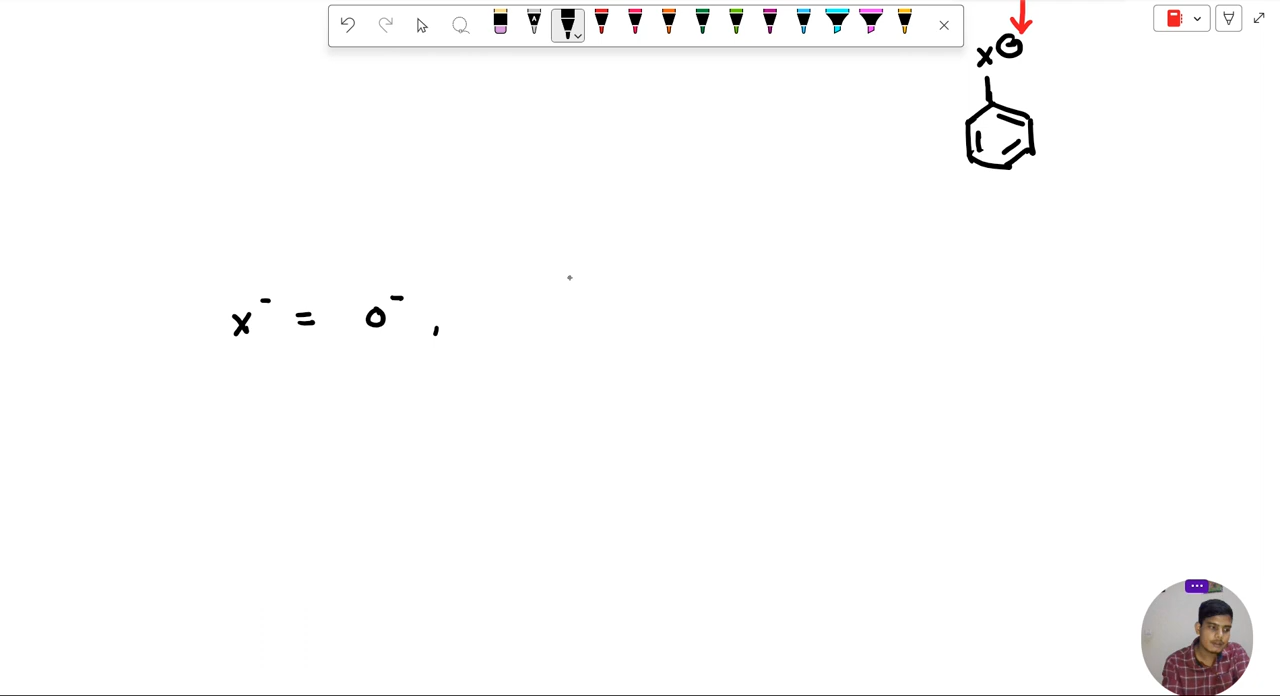 x⊖
x⁻ = O⁻ ,